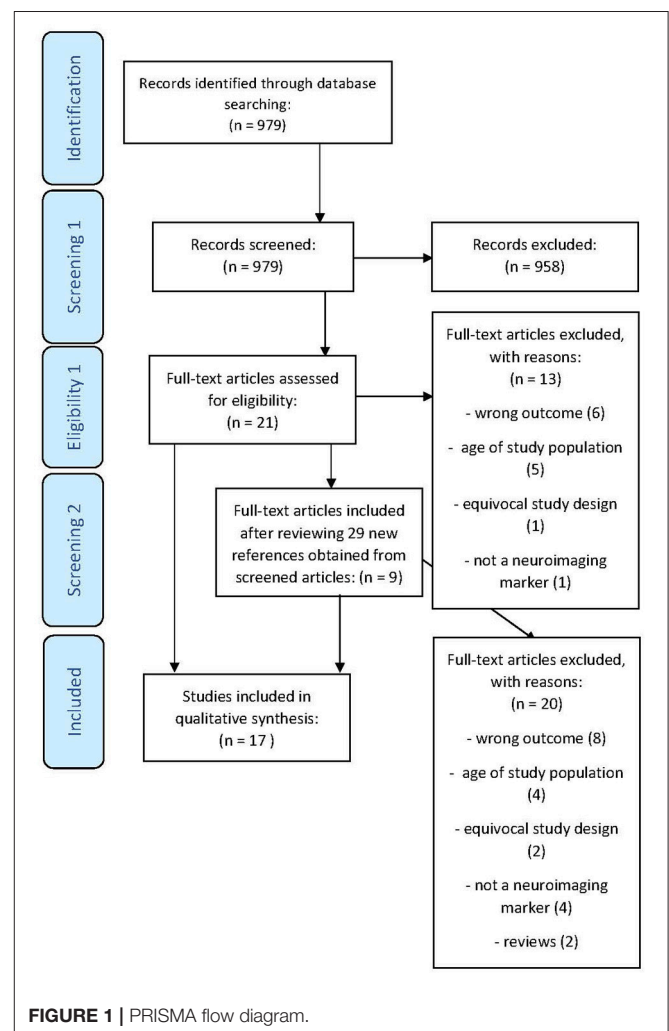 Identification
Records identified through database
searching:
(n = 979)
Screening 1
Records screened:
(n = 979)
Records excluded:
(n = 958)
Eligibility 1
Full-text articles assessed
for eligibility:
(n = 21)
Full-text articles excluded,
with reasons:
(n = 13)
- wrong outcome (6)
- age of study population
(5)
- equivocal study design
(1)
- not a neuroimaging
marker (1)
Screening 2
Full-text articles included
after reviewing 29 new
references obtained from
screened articles: (n = 9)
Included
Studies included in
qualitative synthesis:
(n = 17 )
Full-text articles excluded,
with reasons:
(n = 20)
- wrong outcome (8)
- age of study population
(4)
- equivocal study design
(2)
- not a neuroimaging
marker (4)
- reviews (2)
FIGURE 1 | PRISMA flow diagram.